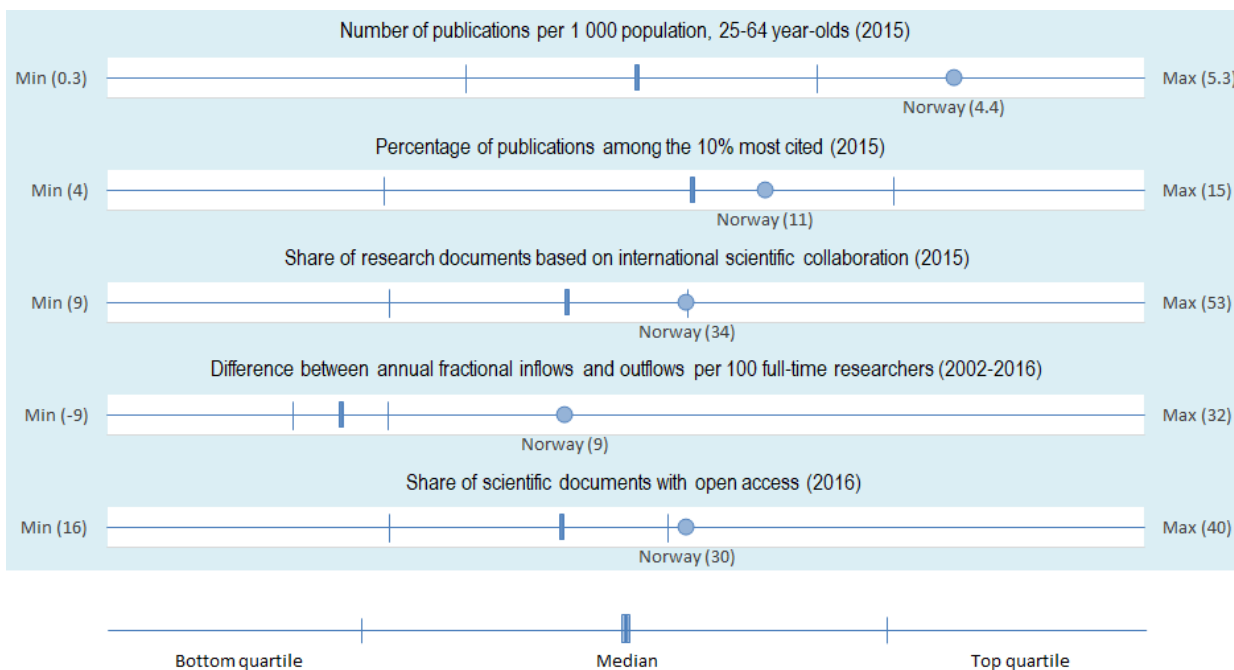 Number of publications per 1 000 population, 25-64 year-olds (2015)
Min (0.3)
Max (5.3)
Norway (4.4)
Percentage of publications among the 10% most cited (2015)
Min (4)
Max (15)
Norway (11)
Share of research documents based on international scientific collaboration (2015)
Min (9)
Max (53)
Norway (34)
Difference between annual fractional inflows and outflows per 100 full-time researchers (2002-2016)
Min (-9)
Max (32)
Norway (9)
Share of scientific documents with open access (2016)
Min (16)
Max (40)
Norway (30)
Bottom quartile
Median
Top quartile